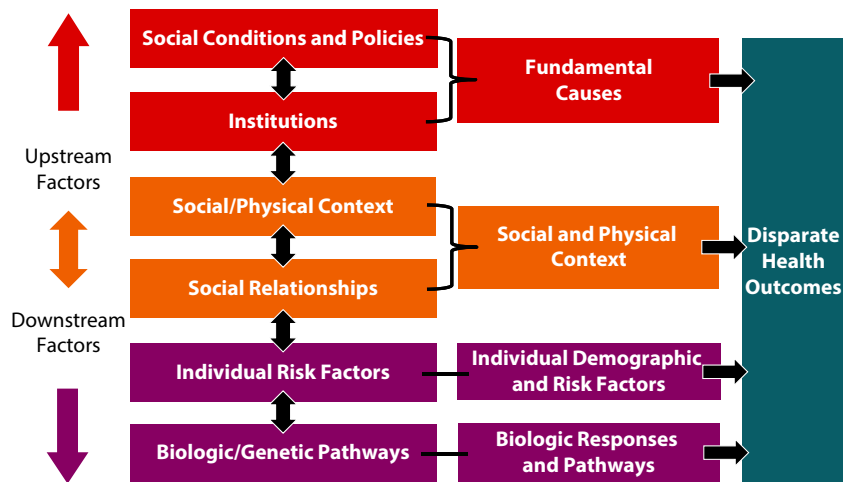 Social Conditions and Policies
Institutions
Fundamental
Causes
Upstream
Factors
Social/Physical Context
Social Relationships
Social and Physical
Context
Disparate
Health
Outcomes
Downstream
Factors
Individual Risk Factors
Individual Demographic
and Risk Factors
Biologic/Genetic Pathways
Biologic Responses
and Pathways